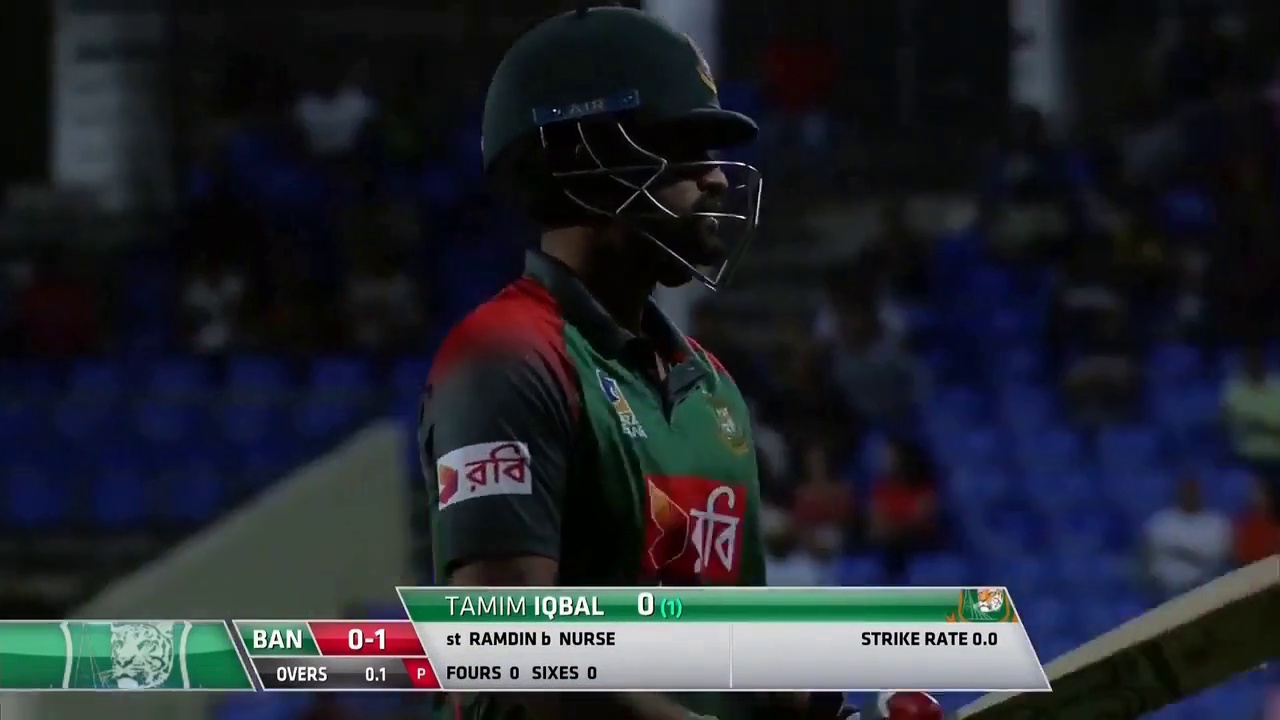 AIR
রবি
রবি
TAMIM IQBAL 0 (1)
BAN 0-1
st RAMDIN b NURSE
STRIKE RATE 0.0
OVERS 0.1 P
FOURS 0 SIXES 0